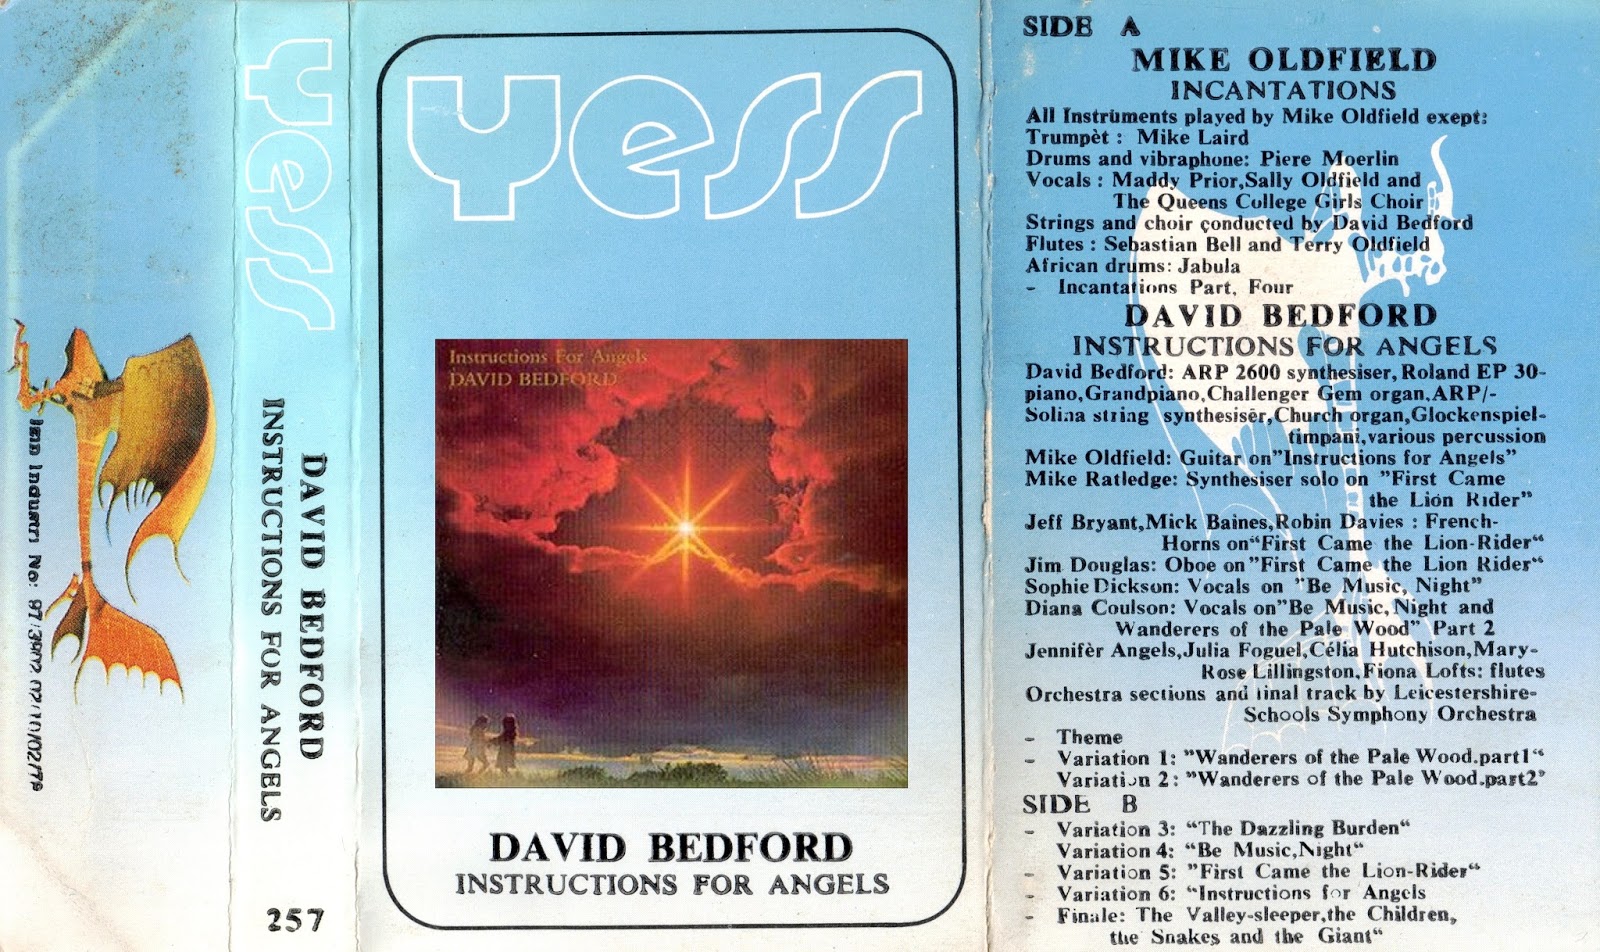 Izin Industri No: 97/3472.02/11/02/79
Yess
DAVID BEDFORD
INSTRUCTIONS FOR ANGELS
257
Yess
Instructions For Angels
DAVID BEDFORD
DAVID BEDFORD
INSTRUCTIONS FOR ANGELS
SIDE A
MIKE OLDFIELD
INCANTATIONS
All Instruments played by Mike Oldfield exept:
Trumpèt : Mike Laird
Drums and vibraphone: Piere Moerlin
Vocals : Maddy Prior,Sally Oldfield and
The Queens College Girls Choir
Strings and choir conducted by David Bedford
Flutes : Sebastian Bell and Terry Oldfield
African drums: Jabula
- Incantations Part, Four
DAVID BEDFORD
INSTRUCTIONS FOR ANGELS
David Bedford: ARP 2600 synthesiser, Roland EP 30-
piano,Grandpiano,Challenger Gem organ,ARP/-
Solina string synthesisër,Church organ,Glockenspiel-
timpani,various percussion
Mike Oldfield: Guitar on"Instructions for Angels"
Mike Ratledge: Synthesiser solo on "First Came
the Lion Rider"
Jeff Bryant,Mick Baines,Robin Davies : French-
Horns on“First Came the Lion-Rider“
Jim Douglas: Oboe on"First Came the Lion Rider“
Sophie Dickson: Vocals on "Be Music, Night"
Diana Coulson: Vocals on"Be Music, Night and
Wanderers of the Pale Wood" Part 2
Jennifèr Angels,Julia Foguel,Célia Hutchison,Mary-
Rose Lillingston,Fiona Lofts: flutes
Orchestra sections and final track by Leicestershire-
Schools Symphony Orchestra
- Theme
- Variation 1: "Wanderers of the Pale Wood.part1“
Variation 2: "Wanderers of the Pale Wood.part2"
SIDE B
- Variation 3: “The Dazzling Burden“
Variation 4: “Be Music,Night“
- Variation 5: "First Came the Lion-Rider“
- Variation 6: “Instructions for Angels
- Finale: The Valley-sleeper,the Children,
the Snakes and the Giant“